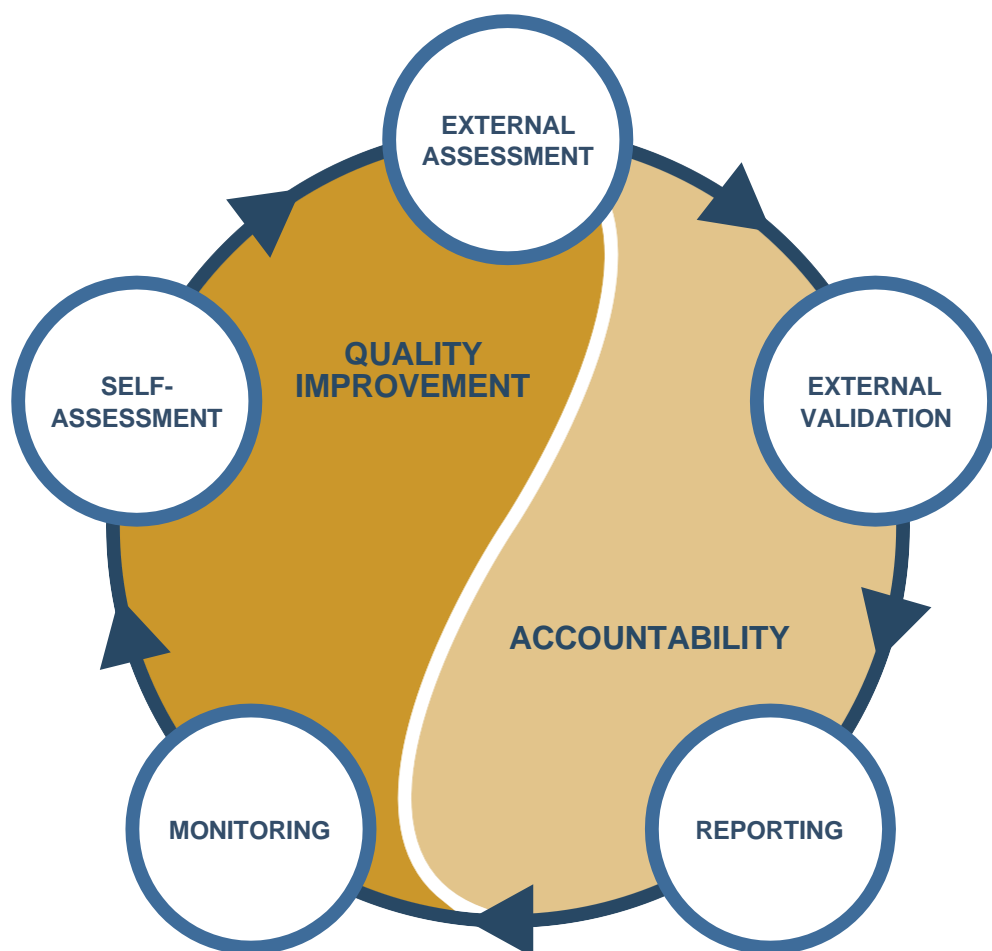 EXTERNAL
ASSESSMENT
QUALITY
IMPROVEMENT
SELF-
ASSESSMENT
EXTERNAL
VALIDATION
ACCOUNTABILITY
MONITORING
REPORTING